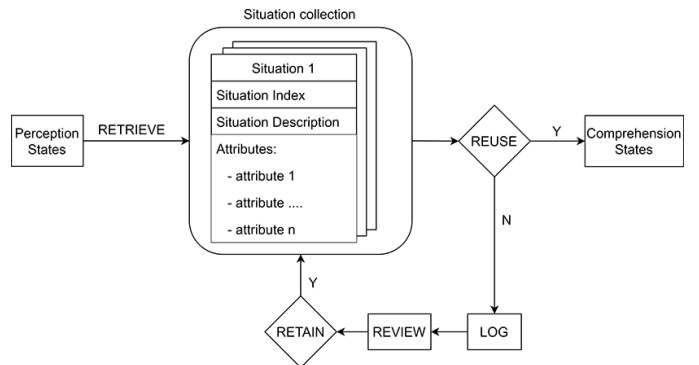 Situation collection
Situation 1
Situation Index
Situation Description
Attributes:
- attribute 1
- attribute ....
- attribute n
Perception
States
RETRIEVE
REUSE
Y
Comprehension
States
N
Y
RETAIN
REVIEW
LOG